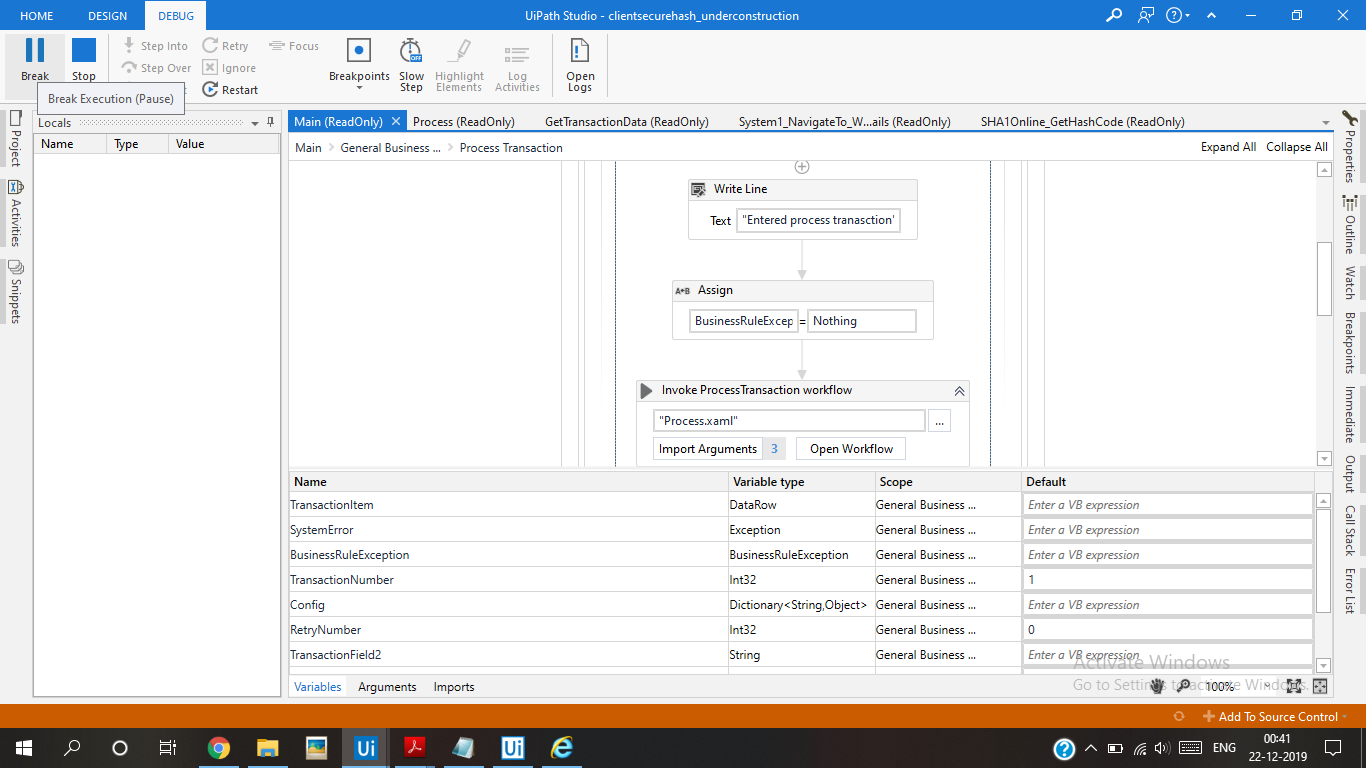 HOME DESIGN DEBUG UiPath Studio - clientsecurehash_underconstruction
Step Into Retry Focus
Step Over Ignore
Break Stop Restart Breakpoints Slow Step Highlight Elements Log Activities Open Logs
Break Execution (Pause)
Locals
Name Type Value
Project
Activities
Snippets
Main (ReadOnly) Process (ReadOnly) GetTransactionData (ReadOnly) System1_NavigateTo_W...ails (ReadOnly) SHA1Online_GetHashCode (ReadOnly)
Main > General Business ... > Process Transaction Expand All Collapse All
Write Line
Text "Entered process tranasction'
A+B Assign
BusinessRuleExcep = Nothing
Invoke ProcessTransaction workflow
"Process.xaml" ...
Import Arguments 3 Open Workflow
Name Variable type Scope Default
TransactionItem DataRow General Business ... Enter a VB expression
SystemError Exception General Business ... Enter a VB expression
BusinessRuleException BusinessRuleException General Business ... Enter a VB expression
TransactionNumber Int32 General Business ... 1
Config Dictionary<String,Object> General Business ... Enter a VB expression
RetryNumber Int32 General Business ... 0
TransactionField2 String General Business ... Enter a VB expression
Variables Arguments Imports 100%
Activate Windows
Go to Settings to activate Windows.
Properties
Outline
Watch
Breakpoints
Immediate
Output
Call Stack
Error List
Add To Source Control
Ui Ui ENG 00:41
22-12-2019